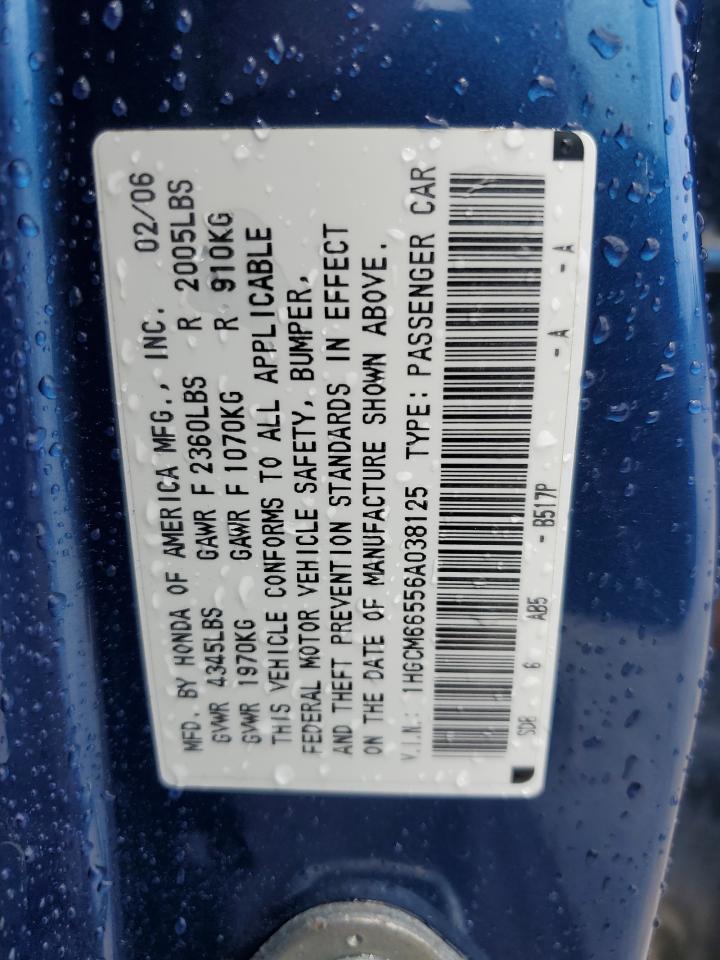 MFD. BY HONDA OF AMERICA MFG., INC. 02/06
GVWR 4345LBS GAWR F 2360LBS R 2005LBS
GVWR 1970KG GAWR F 1070KG R 910KG
THIS VEHICLE CONFORMS TO ALL APPLICABLE
FEDERAL MOTOR VEHICLE SAFETY, BUMPER,
AND THEFT PREVENTION STANDARDS IN EFFECT
ON THE DATE OF MANUFACTURE SHOWN ABOVE.
V.I.N.: 1HGCM66556A038125 TYPE: PASSENGER CAR
SDB 6 AB5 - B517P - A - A